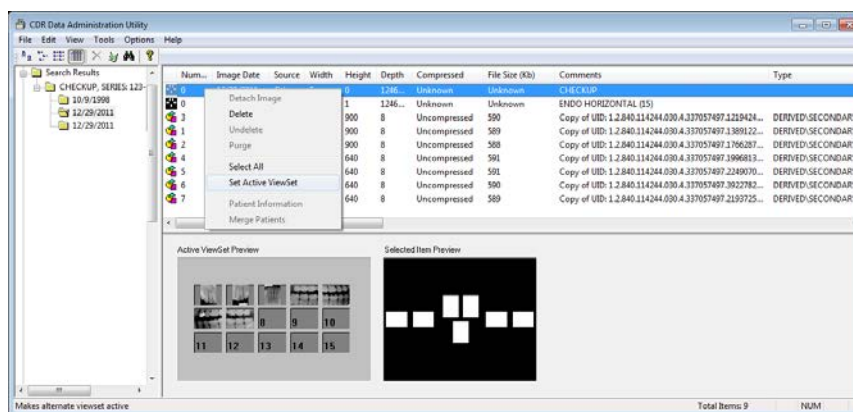 CDR Data Administration Utility
File Edit View Tools Options Help
Search Results
CHECKUP, SERIES: 123-
10/9/1998
12/29/2011
12/29/2011
Num... Image Date Source Width Height Depth Compressed File Size (Kb) Comments Type
0 0 1246... Unknown Unknown CHECKUP
0 1 1246... Unknown Unknown ENDO HORIZONTAL (15)
3 900 8 Uncompressed 590 Copy of UID: 1.2.840.114244.030.4.337057497.1219424... DERIVED\SECONDAR
1 900 8 Uncompressed 589 Copy of UID: 1.2.840.114244.030.4.337057497.1389122... DERIVED\SECONDAR
2 900 8 Uncompressed 588 Copy of UID: 1.2.840.114244.030.4.337057497.1766287... DERIVED\SECONDAR
4 640 8 Uncompressed 591 Copy of UID: 1.2.840.114244.030.4.337057497.1996813... DERIVED\SECONDAR
5 640 8 Uncompressed 591 Copy of UID: 1.2.840.114244.030.4.337057497.2249070... DERIVED\SECONDAR
6 640 8 Uncompressed 590 Copy of UID: 1.2.840.114244.030.4.337057497.3922782... DERIVED\SECONDAR
7 640 8 Uncompressed 589 Copy of UID: 1.2.840.114244.030.4.337057497.2193725... DERIVED\SECONDAR
Detach Image
Delete
Undelete
Purge
Select All
Set Active ViewSet
Patient Information
Merge Patients
Active ViewSet Preview
Selected Item Preview
8 9 10
11 12 13 14 15
Makes alternate viewset active
Total Items: 9
NUM